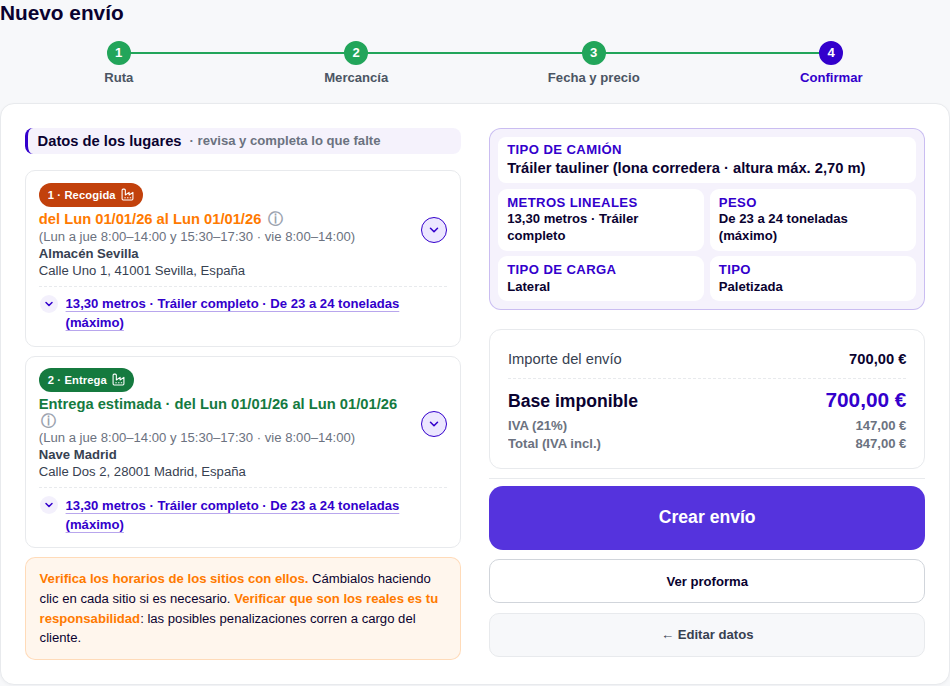 Nuevo envío
1
2
3
4
Ruta
Mercancía
Fecha y precio
Confirmar
Datos de los lugares · revisa y completa lo que falte
1 · Recogida
del Lun 01/01/26 al Lun 01/01/26 ⓘ
(Lun a jue 8:00–14:00 y 15:30–17:30 · vie 8:00–14:00)
Almacén Sevilla
Calle Uno 1, 41001 Sevilla, España
13,30 metros · Tráiler completo · De 23 a 24 toneladas
(máximo)
2 · Entrega
Entrega estimada · del Lun 01/01/26 al Lun 01/01/26
ⓘ
(Lun a jue 8:00–14:00 y 15:30–17:30 · vie 8:00–14:00)
Nave Madrid
Calle Dos 2, 28001 Madrid, España
13,30 metros · Tráiler completo · De 23 a 24 toneladas
(máximo)
Verifica los horarios de los sitios con ellos. Cámbialos haciendo
clic en cada sitio si es necesario. Verificar que son los reales es tu
responsabilidad: las posibles penalizaciones corren a cargo del
cliente.
TIPO DE CAMIÓN
Tráiler tauliner (lona corredera · altura máx. 2,70 m)
METROS LINEALES
13,30 metros · Tráiler
completo
PESO
De 23 a 24 toneladas
(máximo)
TIPO DE CARGA
Lateral
TIPO
Paletizada
Importe del envío 700,00 €
Base imponible 700,00 €
IVA (21%) 147,00 €
Total (IVA incl.) 847,00 €
Crear envío
Ver proforma
← Editar datos